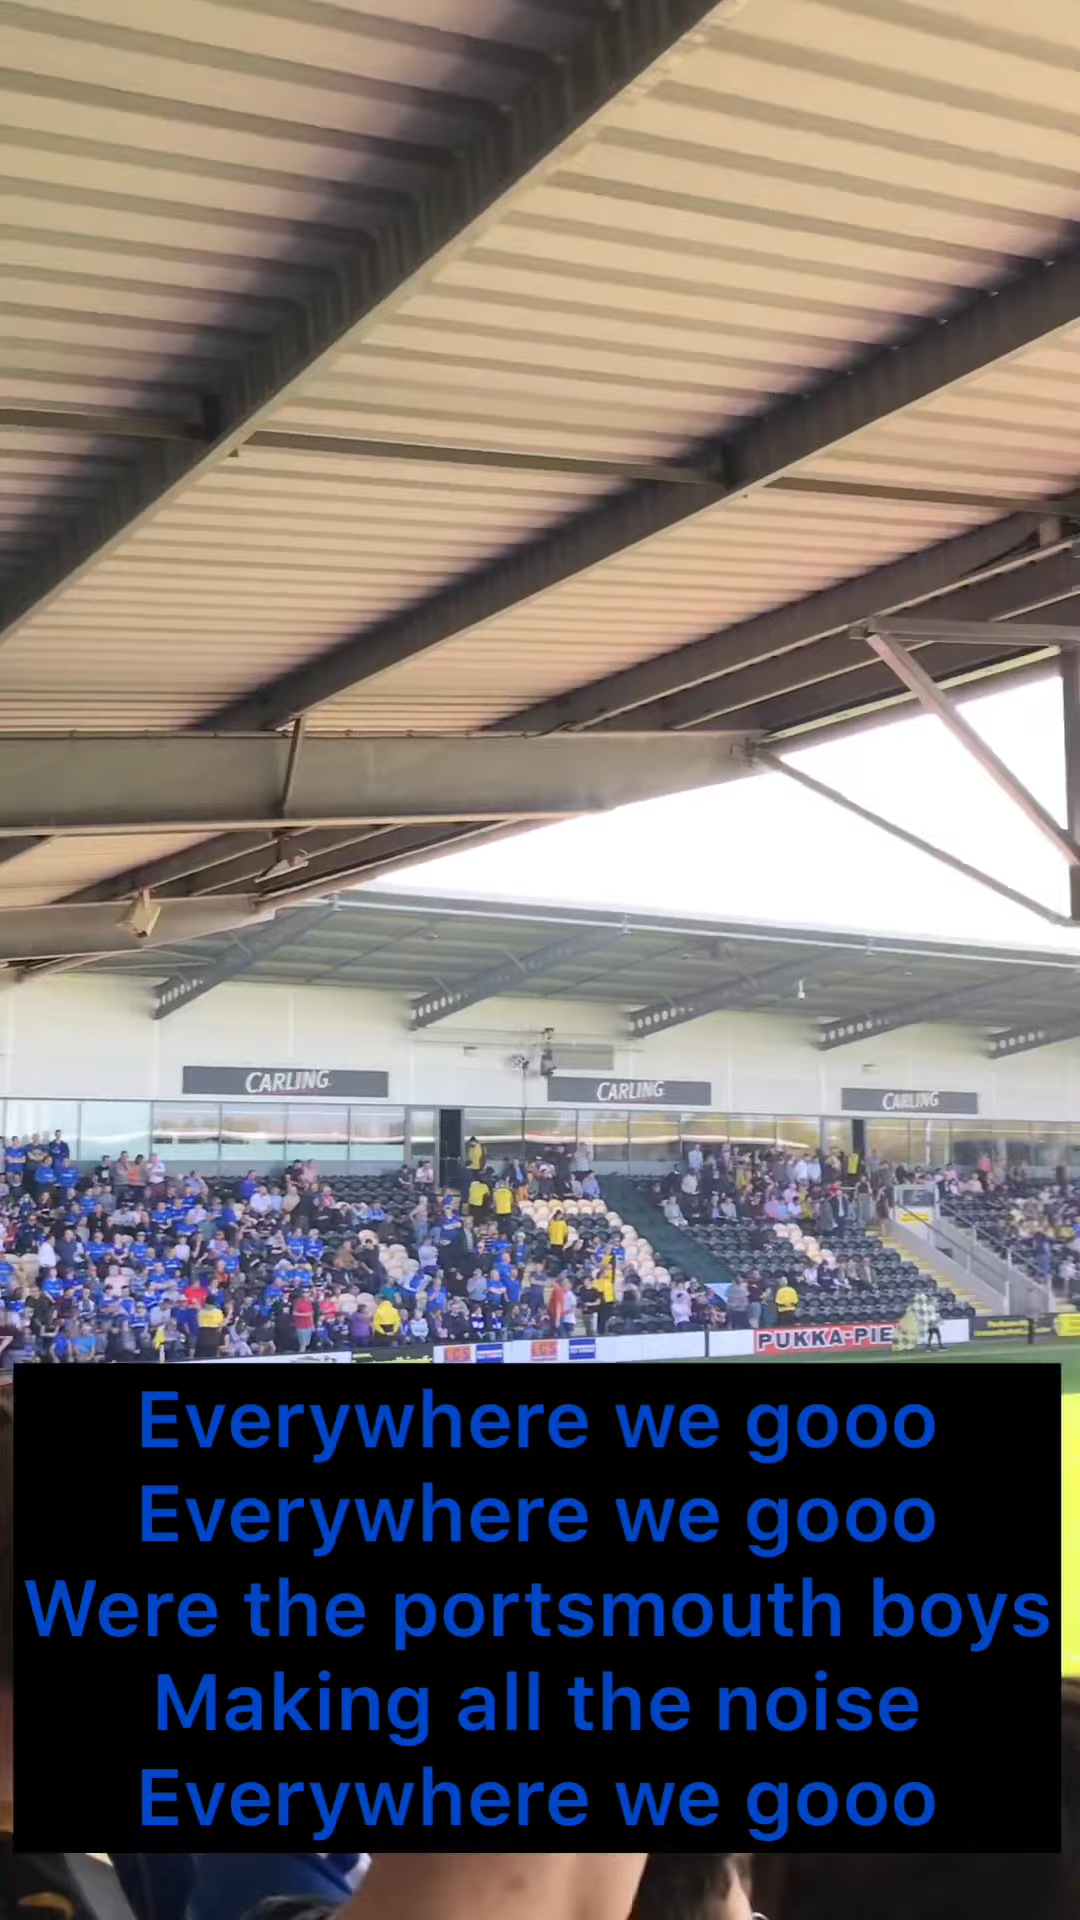 CARLING
CARLING
CARLING
PUKKA-PIE
Everywhere we gooo
Everywhere we gooo
Were the portsmouth boys
Making all the noise
Everywhere we gooo